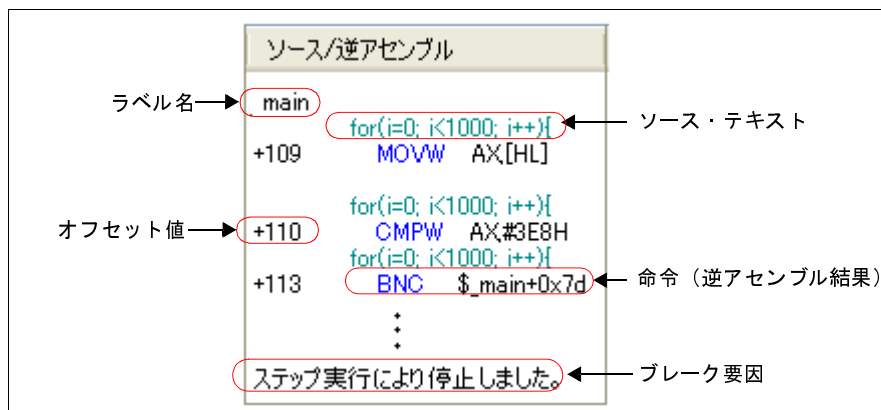 ソース/逆アセンブル
ラベル名
_main
for(i=0; i<1000; i++){
ソース・テキスト
+109 MOVW AX,[HL]
for(i=0; i<1000; i++){
オフセット値
+110 CMPW AX,#3E8H
for(i=0; i<1000; i++){
+113 BNC $_main+0x7d
命令（逆アセンブル結果）
ステップ実行により停止しました。
ブレーク要因